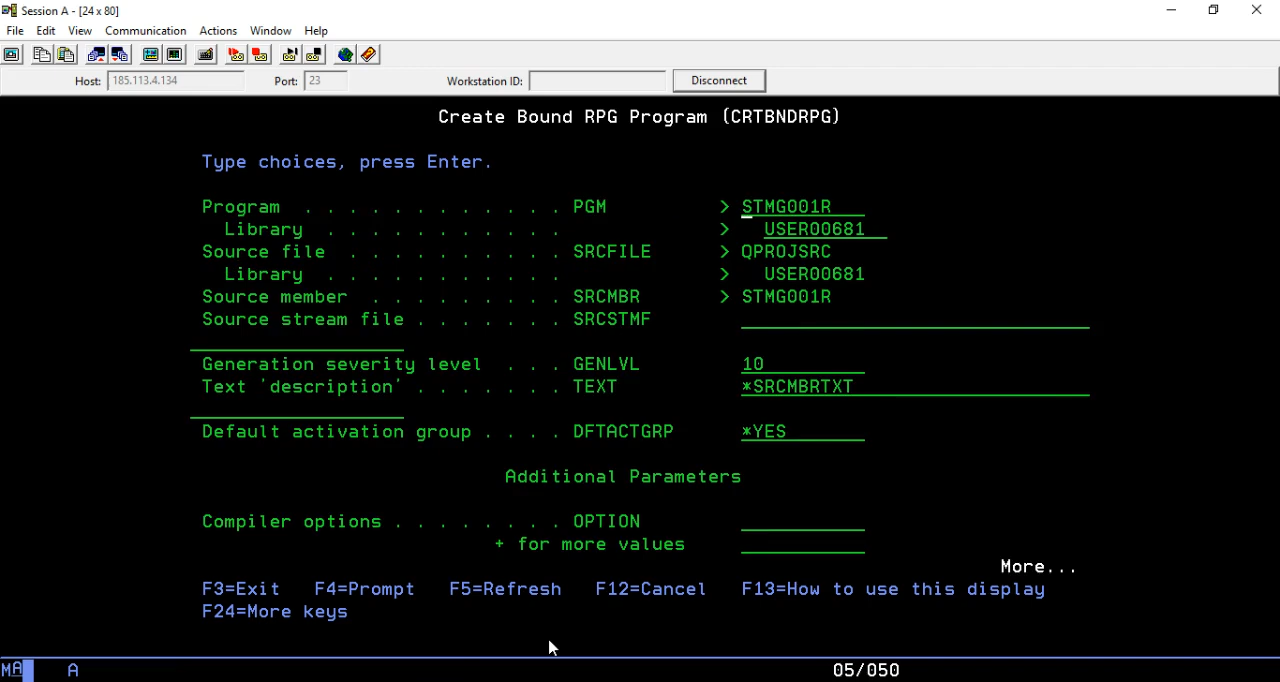 Session A - [24 x 80]
File Edit View Communication Actions Window Help
Host: 185.113.4.134 Port: 23 Workstation ID: Disconnect
Create Bound RPG Program (CRTBNDRPG)
Type choices, press Enter.
Program . . . . . . . . . . . . PGM > STMG001R
Library . . . . . . . . . . . > USER00681
Source file . . . . . . . . . . SRCFILE > QPROJSRC
Library . . . . . . . . . . . > USER00681
Source member . . . . . . . . . SRCMBR > STMG001R
Source stream file . . . . . . . SRCSTMF
Generation severity level . . . GENLVL 10
Text 'description' . . . . . . . TEXT *SRCMBRTXT
Default activation group . . . . DFTACTGRP *YES
Additional Parameters
Compiler options . . . . . . . . OPTION
+ for more values
More...
F3=Exit F4=Prompt F5=Refresh F12=Cancel F13=How to use this display
F24=More keys
MA A 05/050